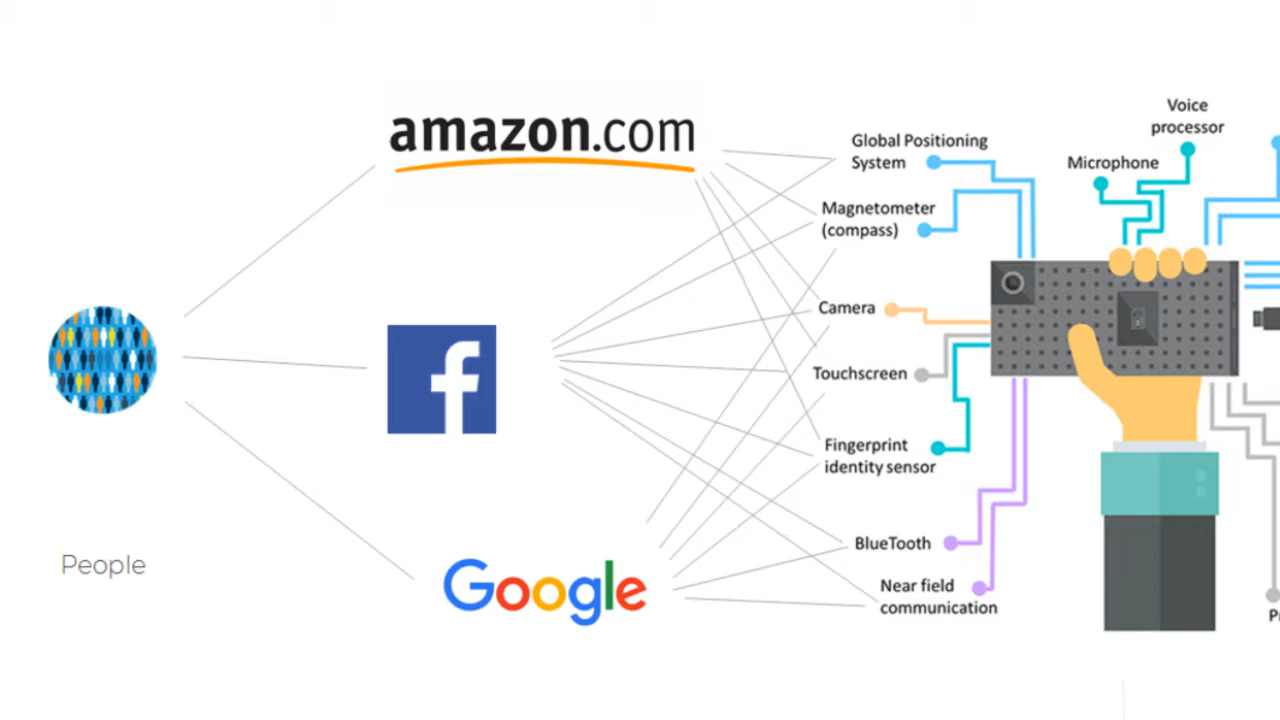 amazon.com
Google
People
Global Positioning
System
Magnetometer
(compass)
Camera
Touchscreen
Fingerprint
identity sensor
BlueTooth
Near field
communication
Microphone
Voice
processor